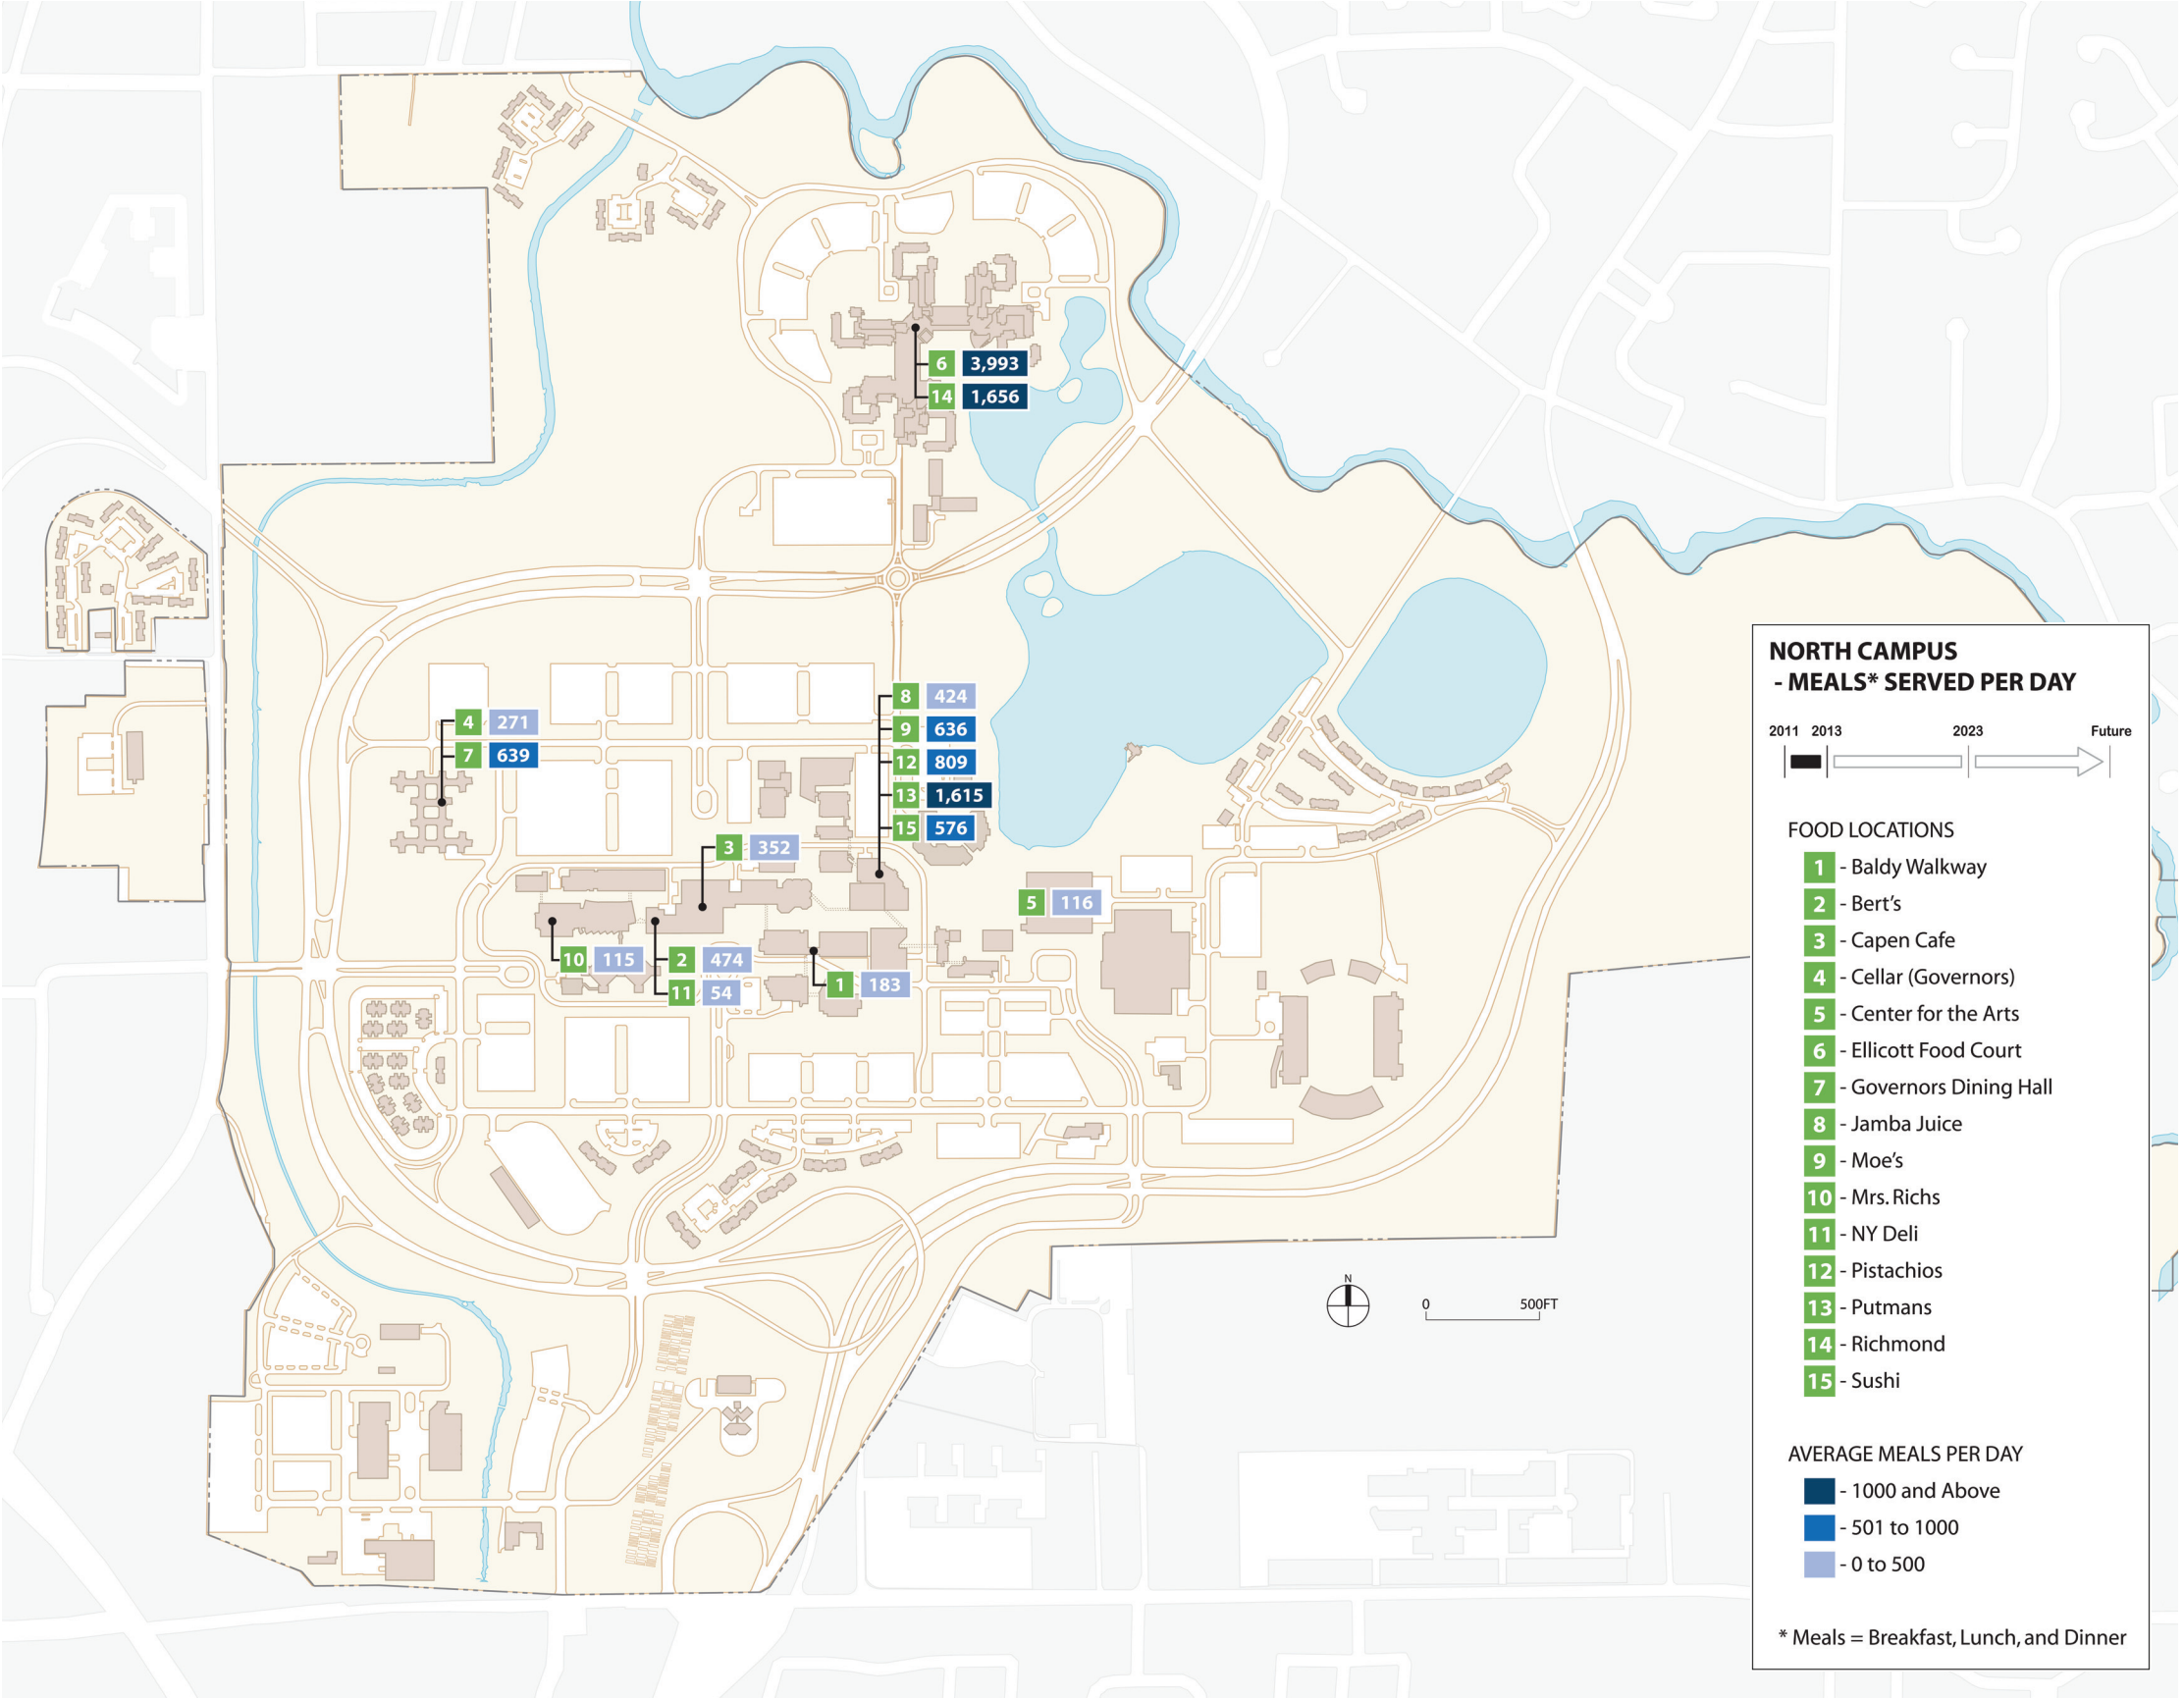 6 3,993
14 1,656
8 424
4 271
9 636
7 639
12 809
13 1,615
15 576
3 352
5 116
10 115
2 474
11 54
1 183
N
0 500FT
NORTH CAMPUS
- MEALS* SERVED PER DAY
2011 2013 2023 Future
FOOD LOCATIONS
1 - Baldy Walkway
2 - Bert's
3 - Capen Cafe
4 - Cellar (Governors)
5 - Center for the Arts
6 - Ellicott Food Court
7 - Governors Dining Hall
8 - Jamba Juice
9 - Moe's
10 - Mrs. Richs
11 - NY Deli
12 - Pistachios
13 - Putmans
14 - Richmond
15 - Sushi
AVERAGE MEALS PER DAY
- 1000 and Above
- 501 to 1000
- 0 to 500
* Meals = Breakfast, Lunch, and Dinner